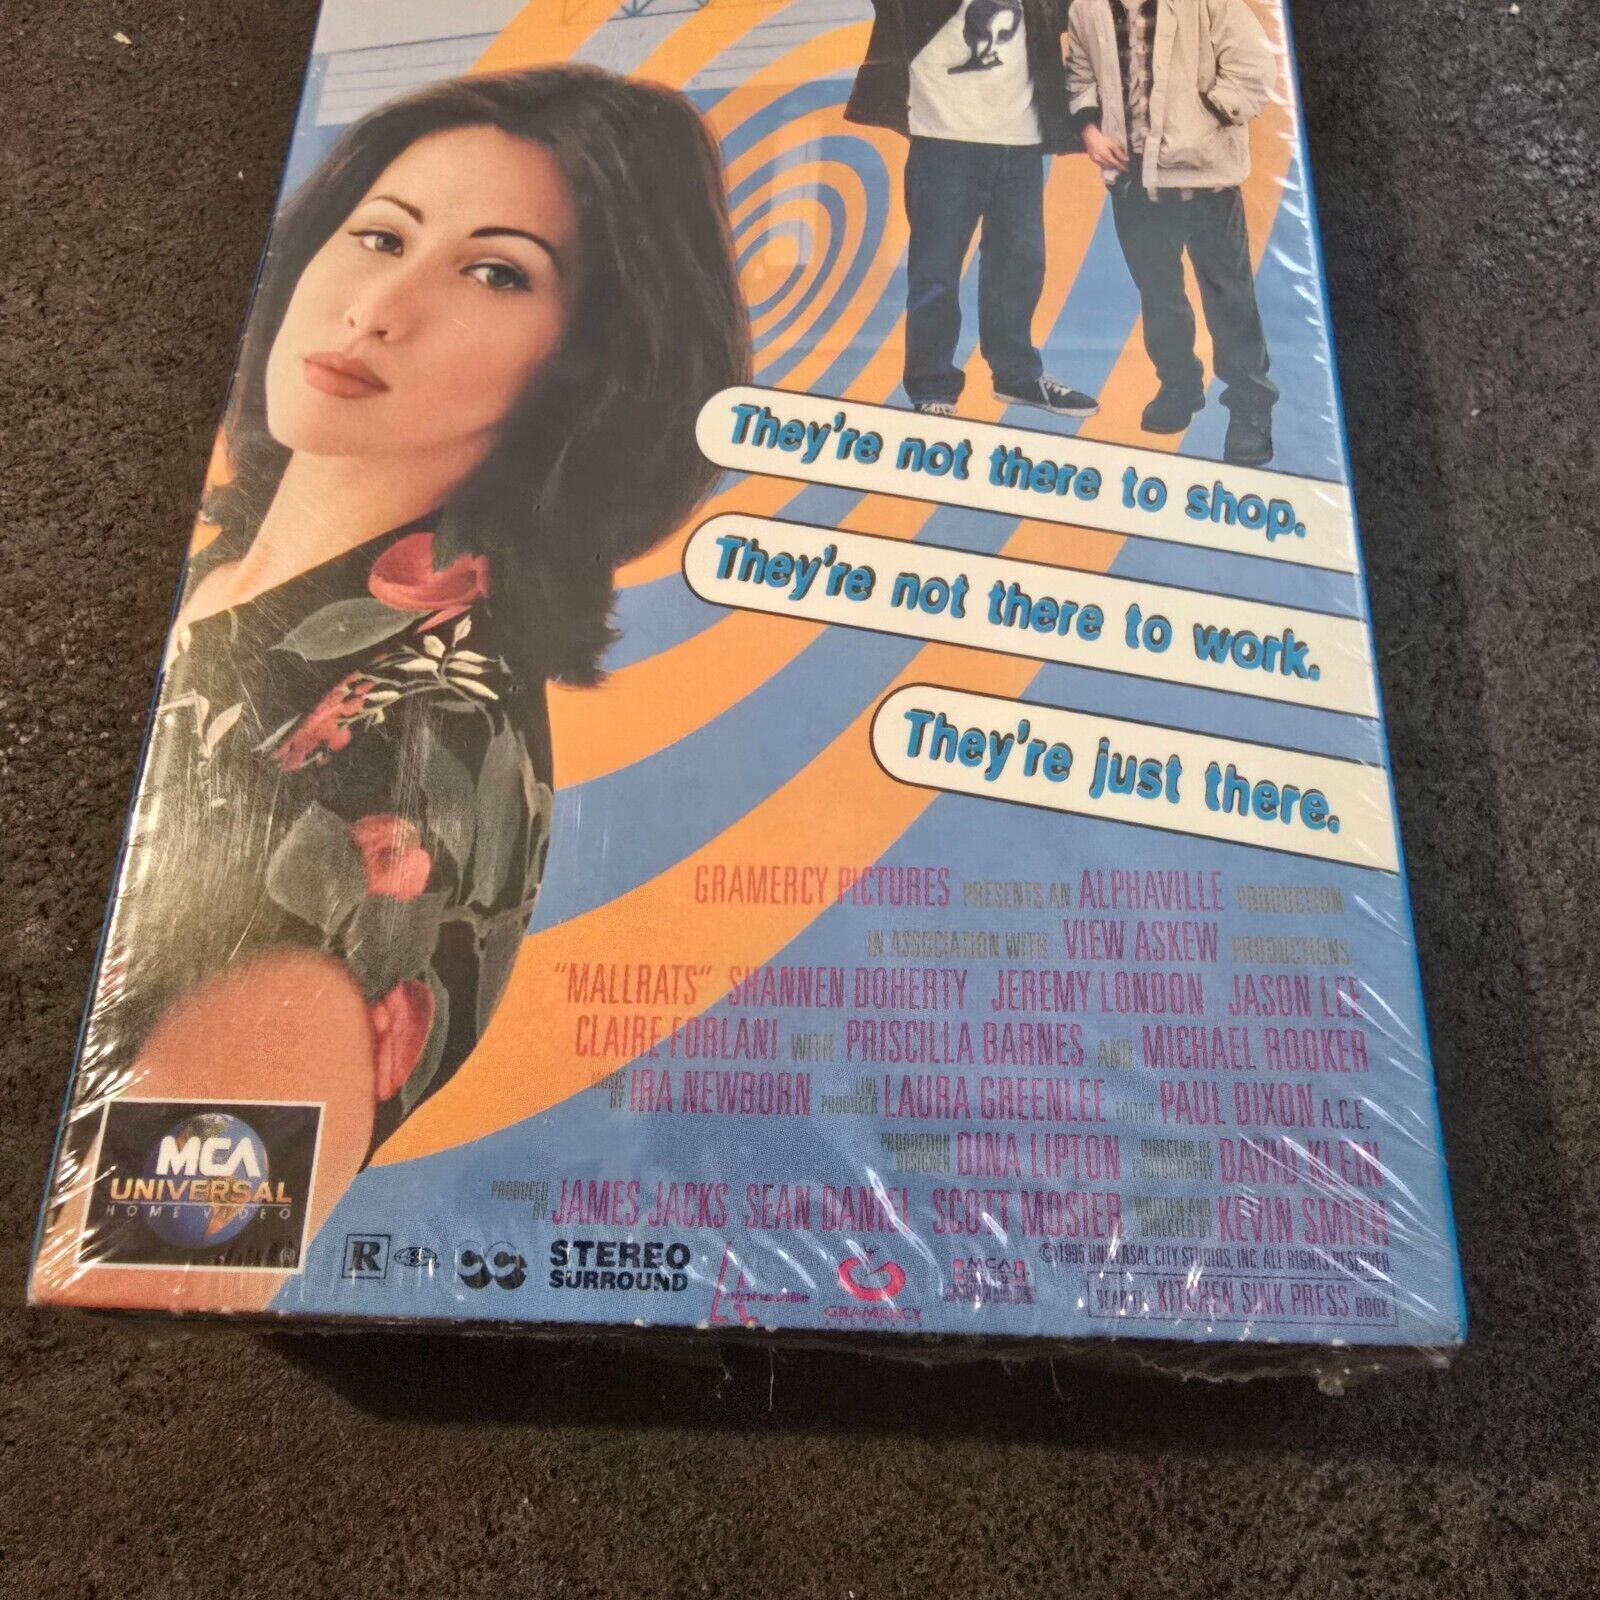 They're not there to shop.
They're not there to work.
They're just there.
GRAMERCY PICTURES PRESENTS AN ALPHAVILLE PRODUCTION
IN ASSOCIATION WITH VIEW ASKEW PRODUCTIONS
"MALLRATS" SHANNEN DOHERTY JEREMY LONDON JASON LEE
CLAIRE FORLANI WITH PRISCILLA BARNES AND MICHAEL ROOKER
MUSIC BY IRA NEWBORN LINE PRODUCER LAURA GREENLEE EDITOR PAUL DIXON A.C.E.
PRODUCTION DESIGNER DINA LIPTON DIRECTOR OF PHOTOGRAPHY DAVID KLEIN
PRODUCED BY JAMES JACKS SEAN DANIEL SCOTT MOSIER WRITTEN AND DIRECTED BY KEVIN SMITH
MCA
UNIVERSAL
HOME VIDEO
®
R
STEREO
SURROUND
alphaville
GRAMERCY
MCA
©1995 UNIVERSAL CITY STUDIOS, INC. ALL RIGHTS RESERVED.
READ THE KITCHEN SINK PRESS BOOK